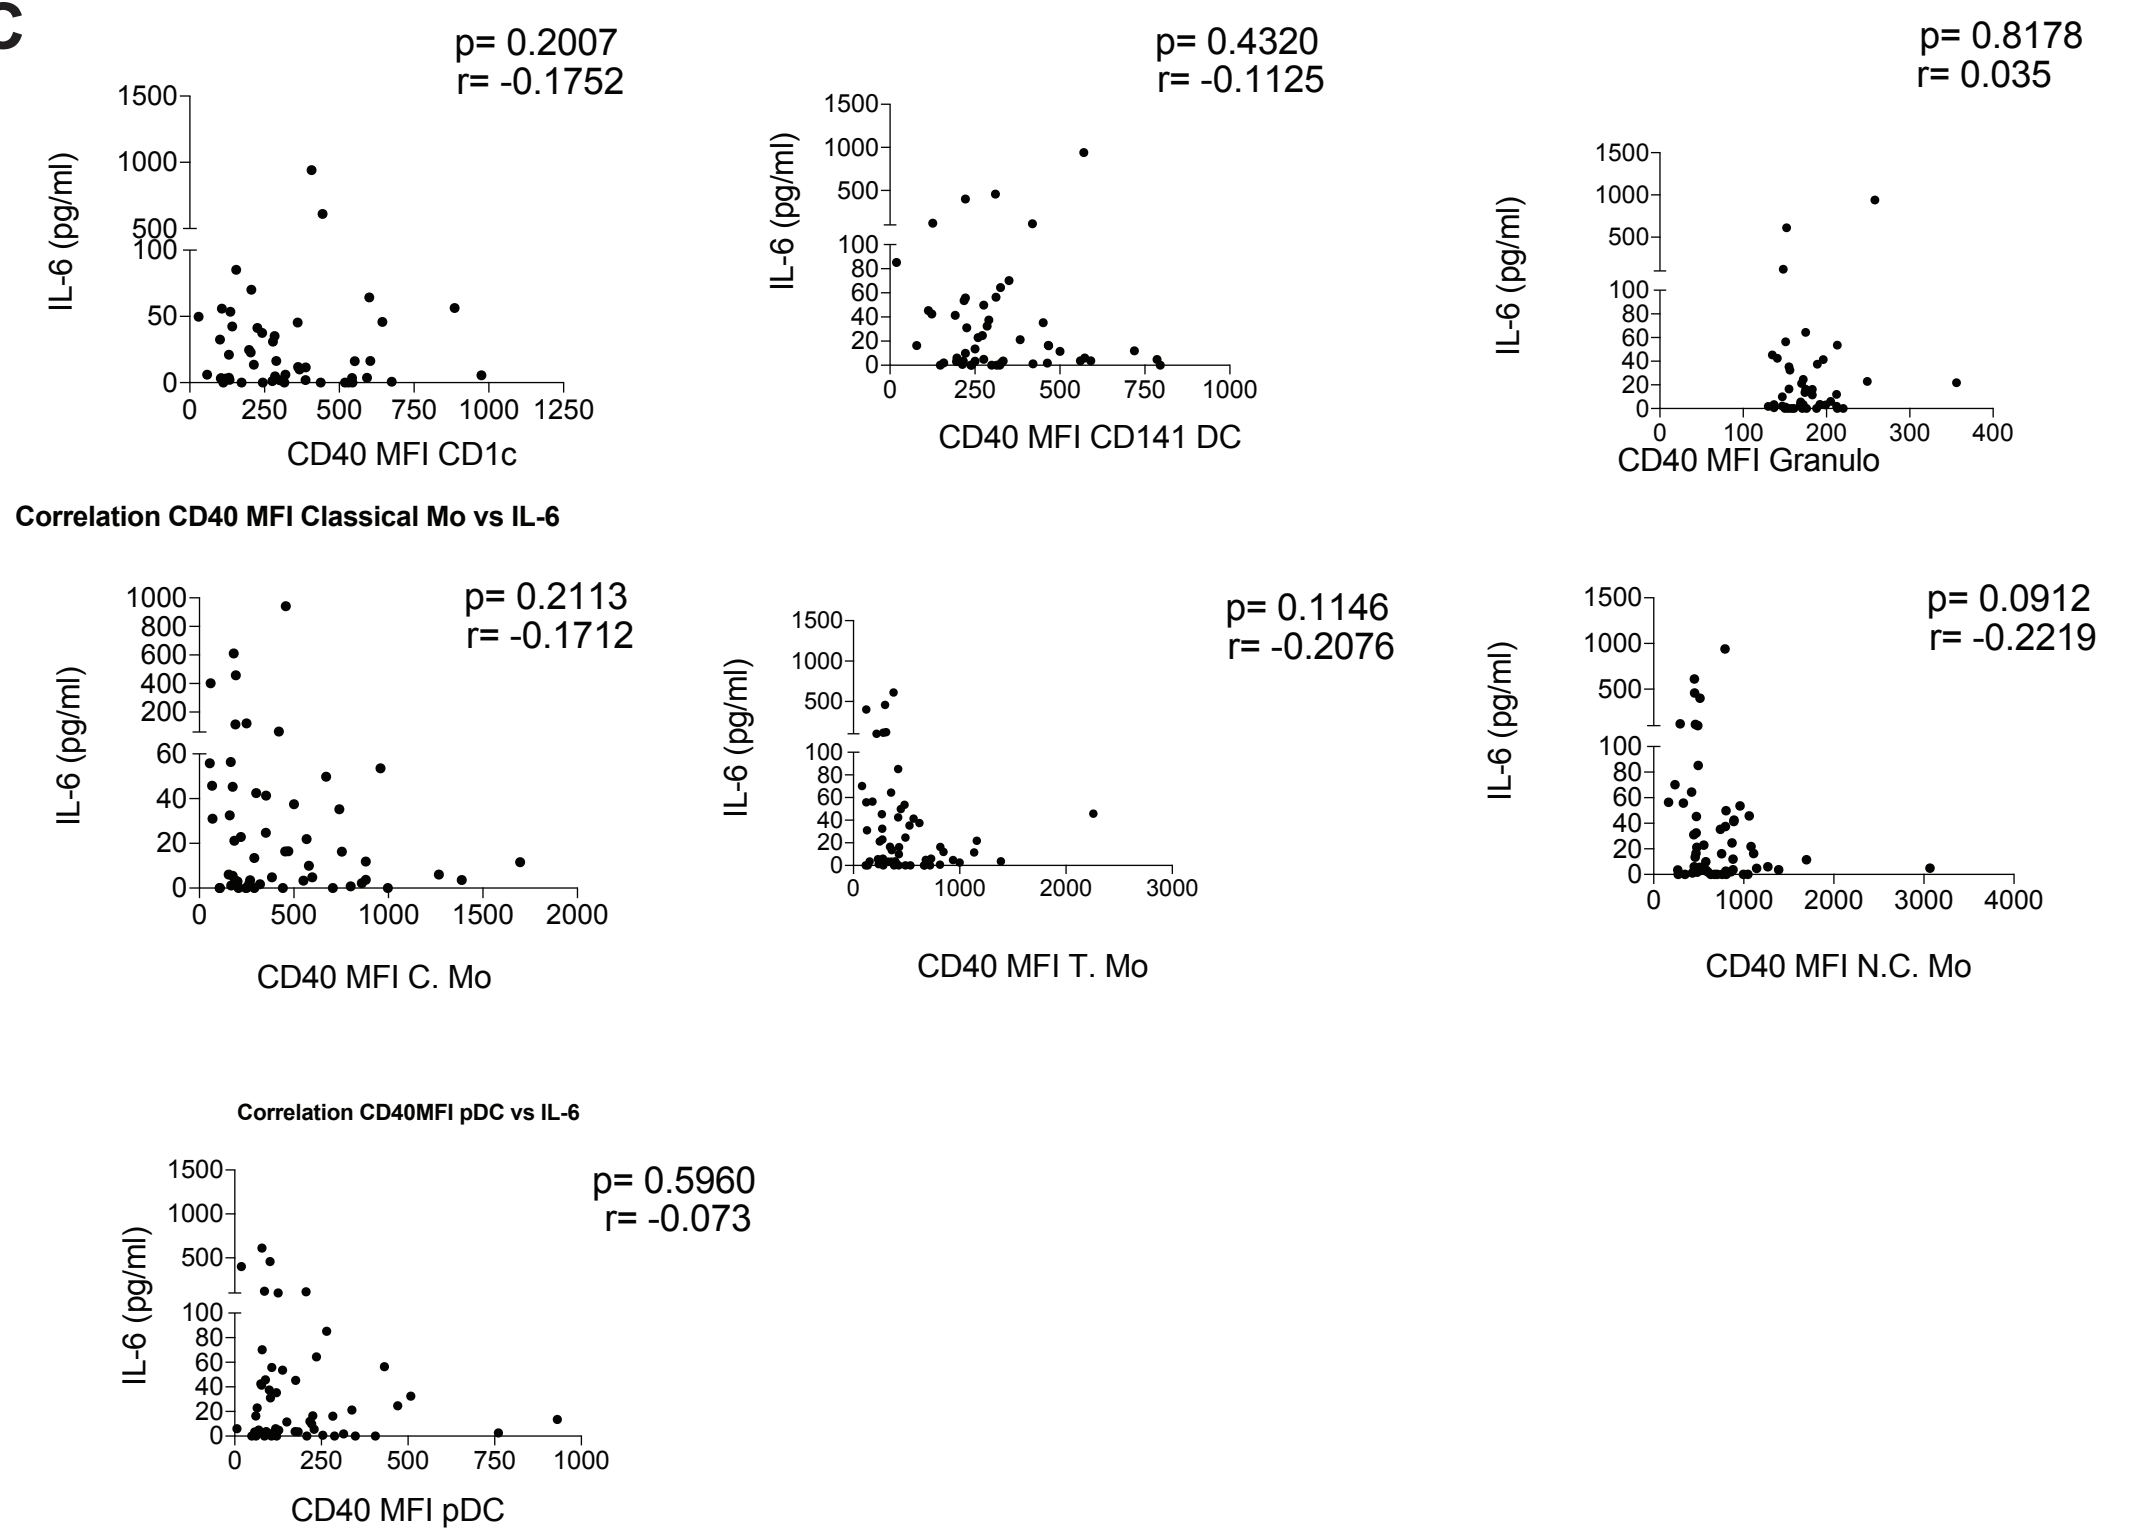 C
p= 0.2007
r= -0.1752
1500
1000
500
100
50
0
IL-6 (pg/ml)
0 250 500 750 1000 1250
CD40 MFI CD1c
p= 0.4320
r= -0.1125
1500
1000
500
100
80
60
40
20
0
IL-6 (pg/ml)
0 250 500 750 1000
CD40 MFI CD141 DC
p= 0.8178
r= 0.035
1500
1000
500
100
80
60
40
20
0
IL-6 (pg/ml)
0 100 200 300 400
CD40 MFI Granulo
Correlation CD40 MFI Classical Mo vs IL-6
p= 0.2113
r= -0.1712
1000
800
600
400
200
60
40
20
0
IL-6 (pg/ml)
0 500 1000 1500 2000
CD40 MFI C. Mo
p= 0.1146
r= -0.2076
1500
1000
500
100
80
60
40
20
0
IL-6 (pg/ml)
0 1000 2000 3000
CD40 MFI T. Mo
p= 0.0912
r= -0.2219
1500
1000
500
100
80
60
40
20
0
IL-6 (pg/ml)
0 1000 2000 3000 4000
CD40 MFI N.C. Mo
Correlation CD40MFI pDC vs IL-6
p= 0.5960
r= -0.073
1500
1000
500
100
80
60
40
20
0
IL-6 (pg/ml)
0 250 500 750 1000
CD40 MFI pDC